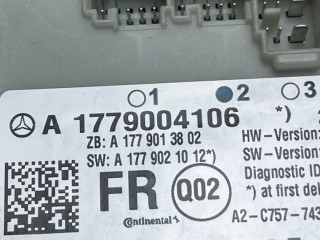 1 2 3
A 1779004106 *)
ZB: A 177 901 38 02 HW-Version:
SW: A 177 902 10 12*) SW-Version:
Diagnostic ID
FR Q02 *) at first del
Continental A2-C757-743